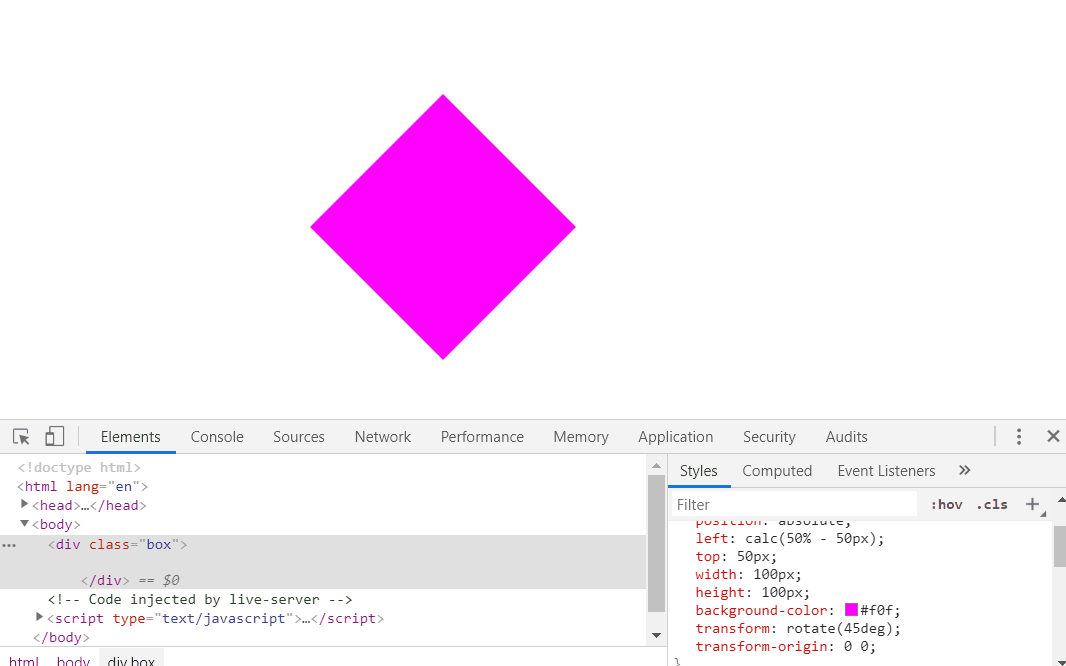 Elements Console Sources Network Performance Memory Application Security Audits
<!doctype html>
<html lang="en">
<head>…</head>
<body>
<div class="box">
</div> == $0
<!-- Code injected by live-server -->
<script type="text/javascript">…</script>
</body>
html body div.box
Styles Computed Event Listeners
Filter :hov .cls
position: absolute;
left: calc(50% - 50px);
top: 50px;
width: 100px;
height: 100px;
background-color: #f0f;
transform: rotate(45deg);
transform-origin: 0 0;
}